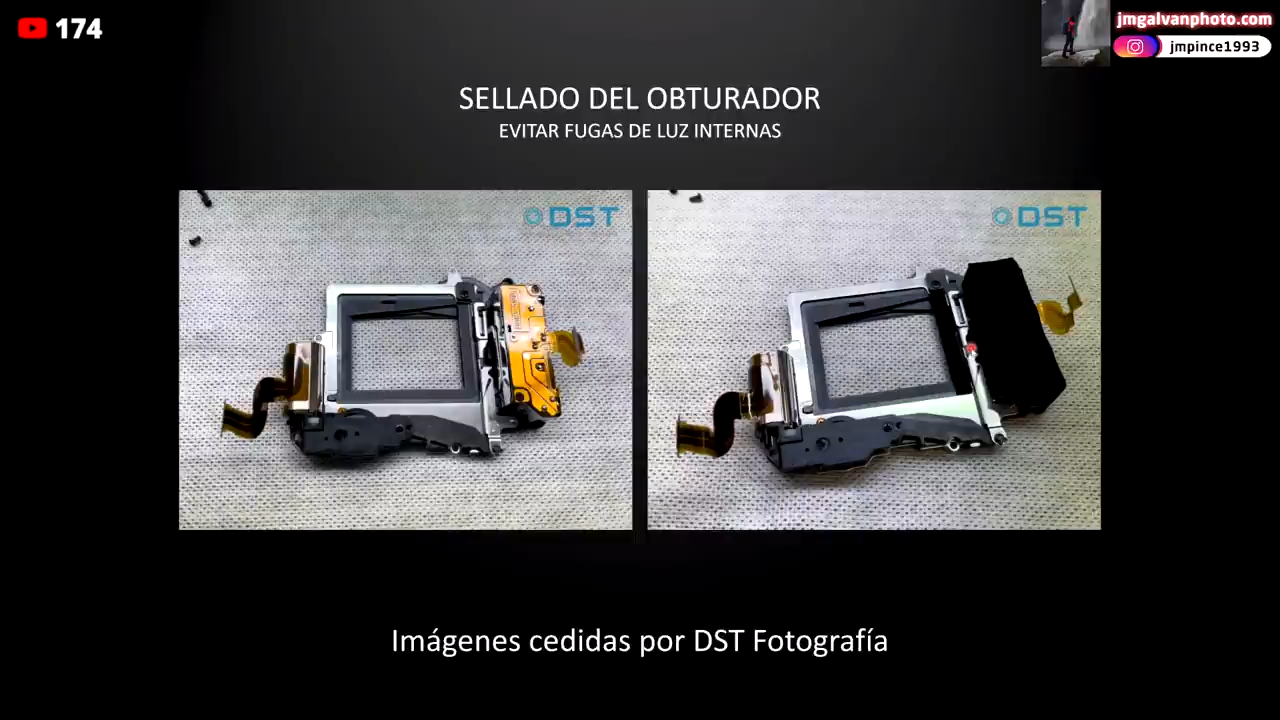 174
jmgalvanphoto.com
jmpince1993
SELLADO DEL OBTURADOR
EVITAR FUGAS DE LUZ INTERNAS
DST
DST
Imágenes cedidas por DST Fotografía